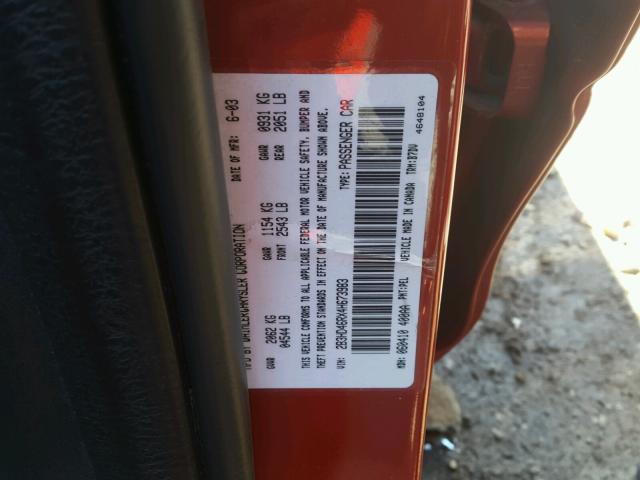 MFD BY DAIMLERCHRYSLER CORPORATION DATE OF MFR: 6-03
GVWR: 2062 KG 04544 LB GAWR FRONT 1154 KG 2543 LB GAWR REAR 0931 KG 2051 LB
THIS VEHICLE CONFORMS TO ALL APPLICABLE FEDERAL MOTOR VEHICLE SAFETY, BUMPER AND
THEFT PREVENTION STANDARDS IN EFFECT ON THE DATE OF MANUFACTURE SHOWN ABOVE.
VIN: 2B3HD46RX4H673983 TYPE: PASSENGER CAR
MDH: 060410 400AA PNT:PEL VEHICLE MADE IN CANADA TRM:B7DV
4648104